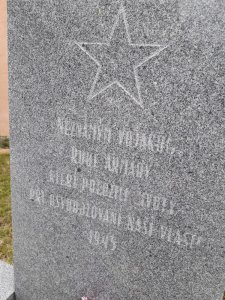 NEZNÁMÝM VOJÁKŮM
RUDÉ ARMÁDY
KTEŘÍ POLOŽILI ŽIVOTY
PŘI OSVOBOZOVÁNÍ NAŠÍ VLASTI
1945